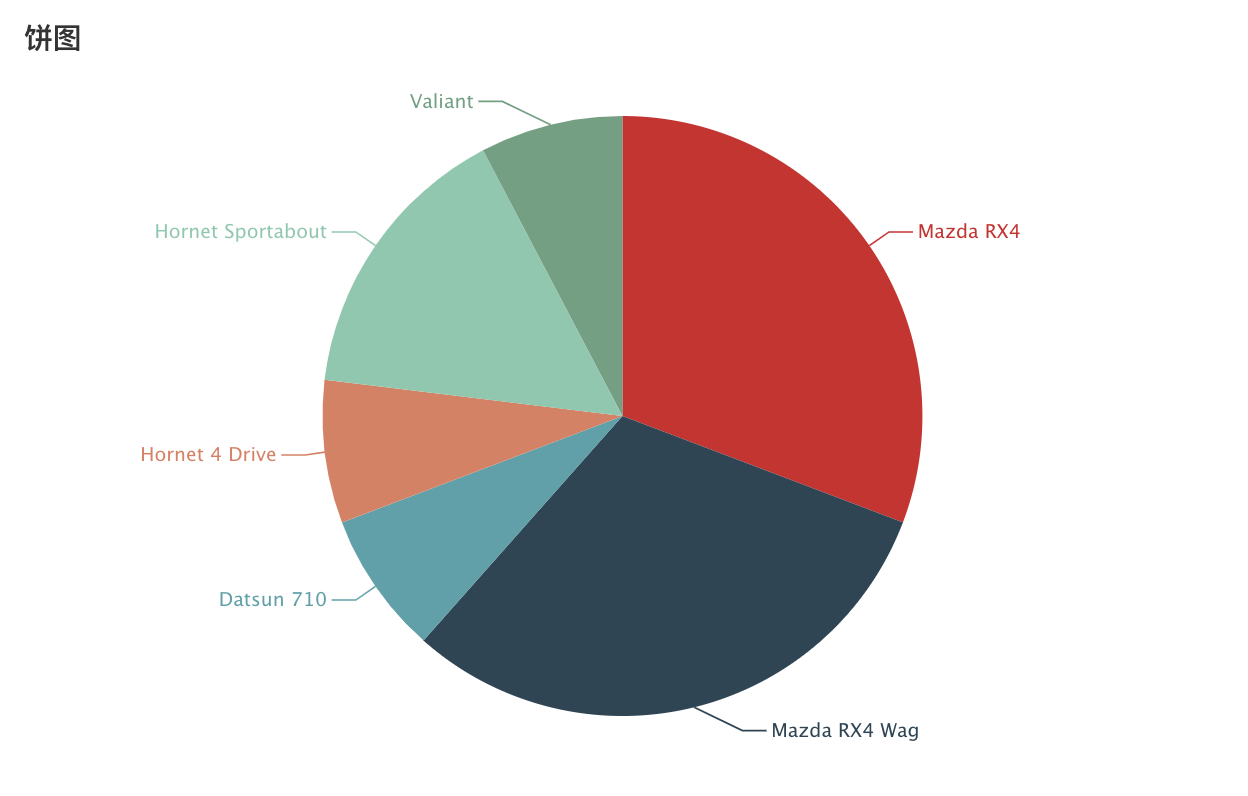 饼图
Valiant
Hornet Sportabout
Mazda RX4
Hornet 4 Drive
Datsun 710
Mazda RX4 Wag